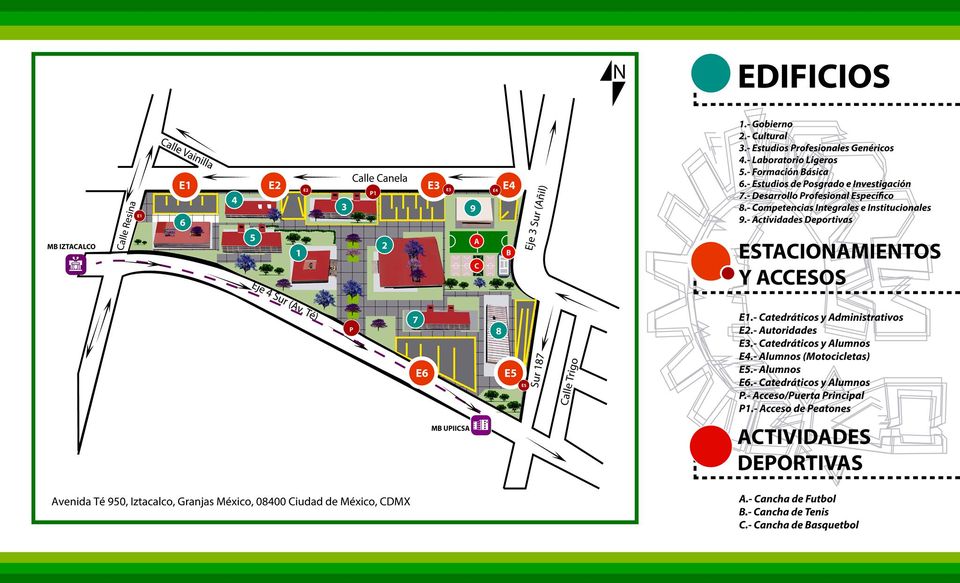 N
Calle Vainilla
Calle Resina
Calle Canela
Eje 3 Sur (Añil)
MB IZTACALCO
E1
E2
E3
E4
E1
E2
P1
E3
E4
4
3
9
6
5
1
2
A
B
C
Eje 4 Sur (Av. Té)
P
7
8
E6
E5
E5
Sur 187
Calle Trigo
MB UPIICSA
Avenida Té 950, Iztacalco, Granjas México, 08400 Ciudad de México, CDMX
EDIFICIOS
1.- Gobierno
2.- Cultural
3.- Estudios Profesionales Genéricos
4.- Laboratorio Ligeros
5.- Formación Básica
6.- Estudios de Posgrado e Investigación
7.- Desarrollo Profesional Específico
8.- Competencias Integrales e Institucionales
9.- Actividades Deportivas
ESTACIONAMIENTOS
Y ACCESOS
E1.- Catedráticos y Administrativos
E2.- Autoridades
E3.- Catedráticos y Alumnos
E4.- Alumnos (Motocicletas)
E5.- Alumnos
E6.- Catedráticos y Alumnos
P.- Acceso/Puerta Principal
P1.- Acceso de Peatones
ACTIVIDADES
DEPORTIVAS
A.- Cancha de Futbol
B.- Cancha de Tenis
C.- Cancha de Basquetbol